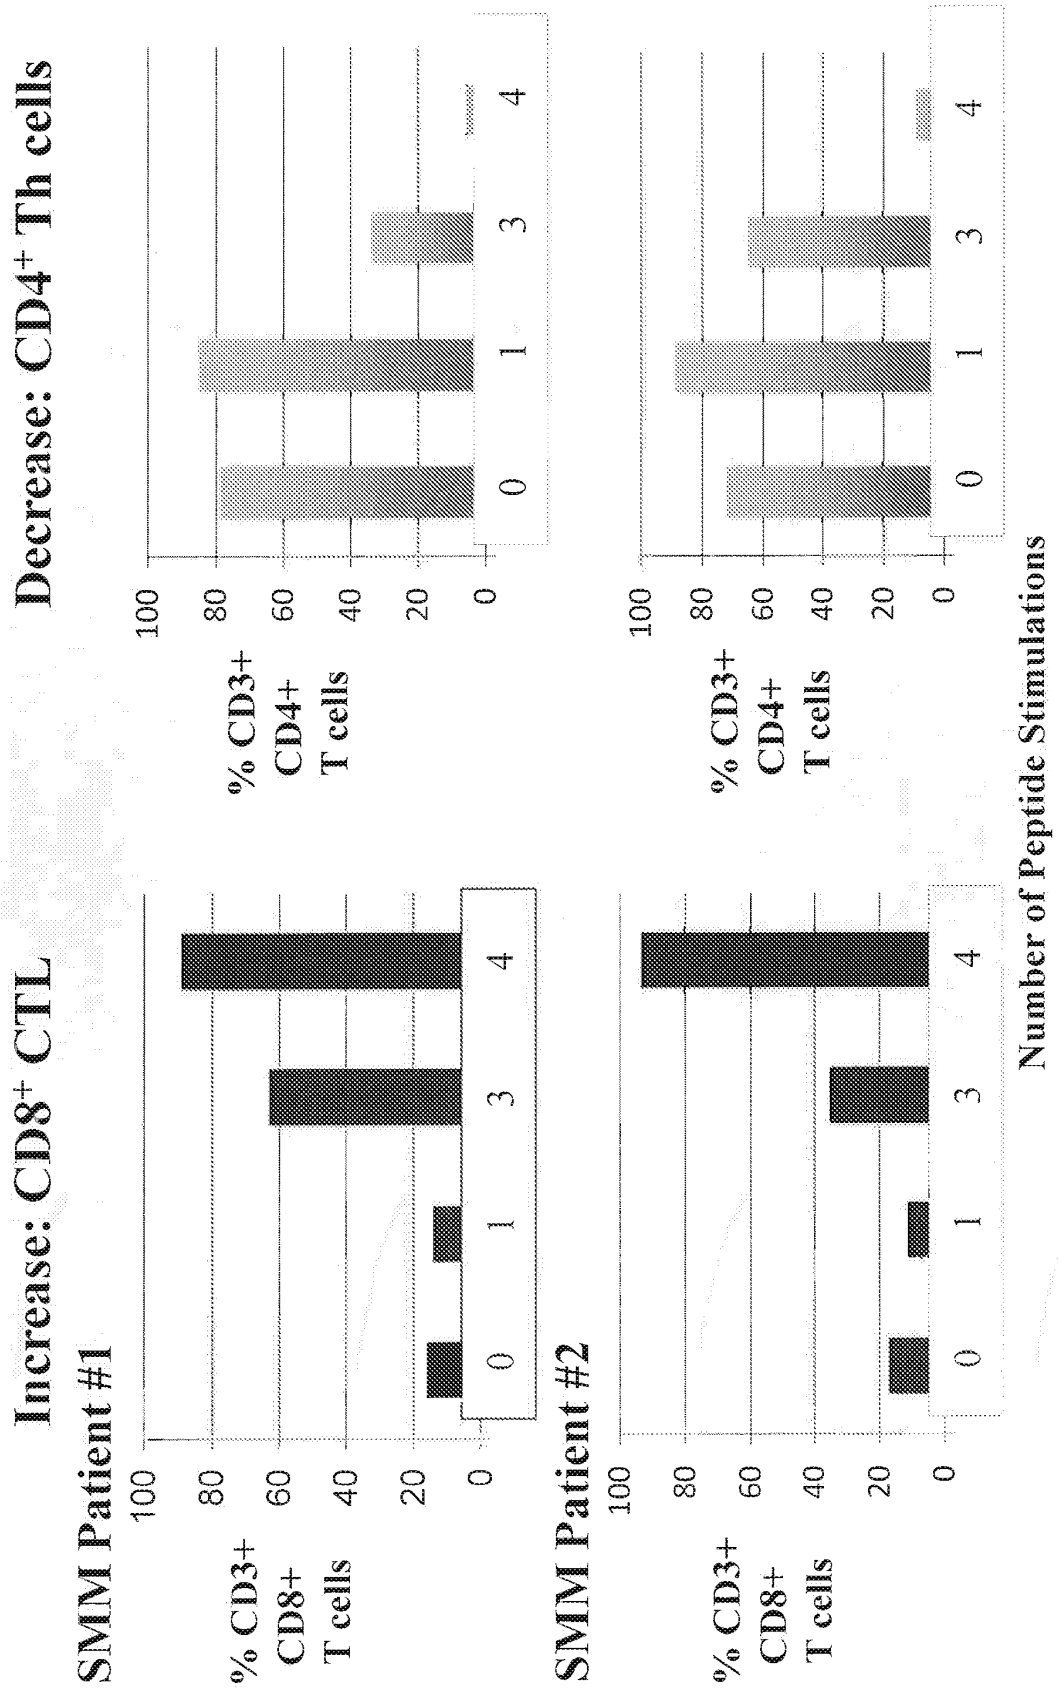 Increase: CD8+ CTL
Decrease: CD4+ Th cells
SMM Patient #1
% CD3+
CD8+
T cells
100
80
60
40
20
0
0 1 3 4
% CD3+
CD4+
T cells
100
80
60
40
20
0
0 1 3 4
SMM Patient #2
% CD3+
CD8+
T cells
100
80
60
40
20
0
0 1 3 4
% CD3+
CD4+
T cells
100
80
60
40
20
0
0 1 3 4
Number of Peptide Stimulations